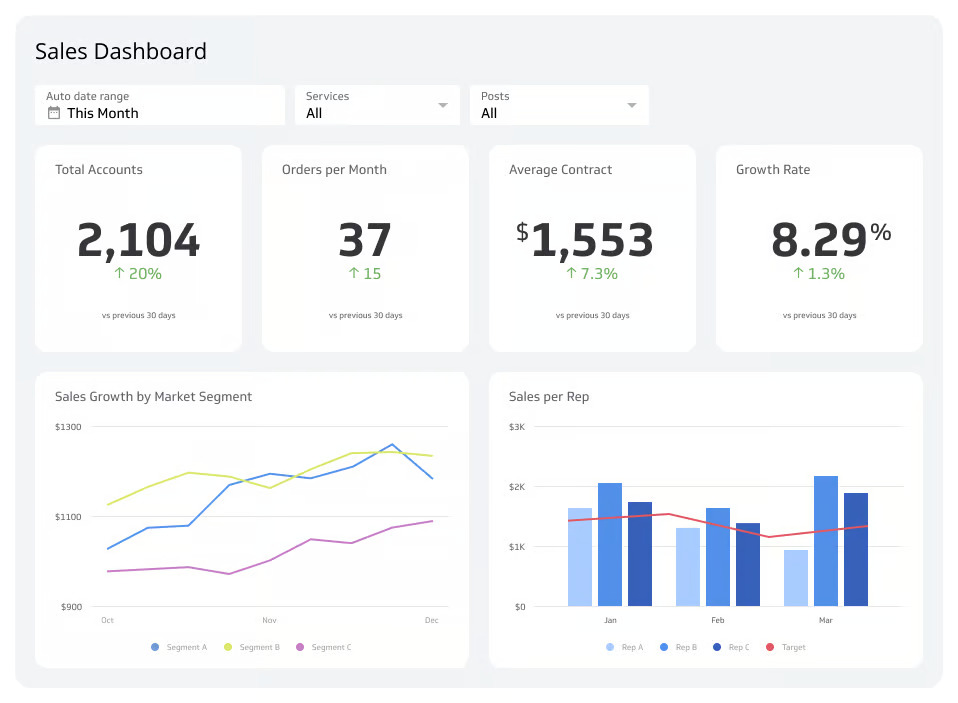 Sales Dashboard
Auto date range
This Month
Services
All
Posts
All
Total Accounts
2,104
↑ 20%
vs previous 30 days
Orders per Month
37
↑ 15
vs previous 30 days
Average Contract
$1,553
↑ 7.3%
vs previous 30 days
Growth Rate
8.29%
↑ 1.3%
vs previous 30 days
Sales Growth by Market Segment
$1300
$1100
$900
Oct Nov Dec
Segment A Segment B Segment C
Sales per Rep
$3K
$2K
$1K
$0
Jan Feb Mar
Rep A Rep B Rep C Target